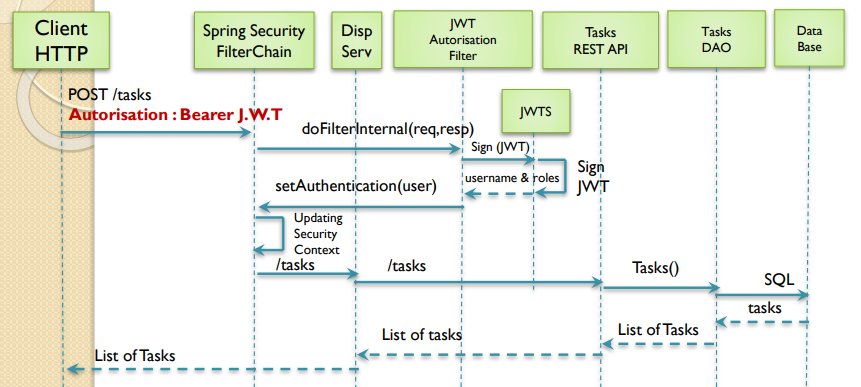 Client
HTTP
Spring Security
FilterChain
Disp
Serv
JWT
Autorisation
Filter
Tasks
REST API
Tasks
DAO
Data
Base
POST /tasks
Autorisation : Bearer J.W.T
JWTS
doFilterInternal(req,resp)
Sign (JWT)
Sign
JWT
username & roles
setAuthentication(user)
Updating
Security
Context
/tasks
/tasks
Tasks()
SQL
tasks
List of Tasks
List of tasks
List of Tasks